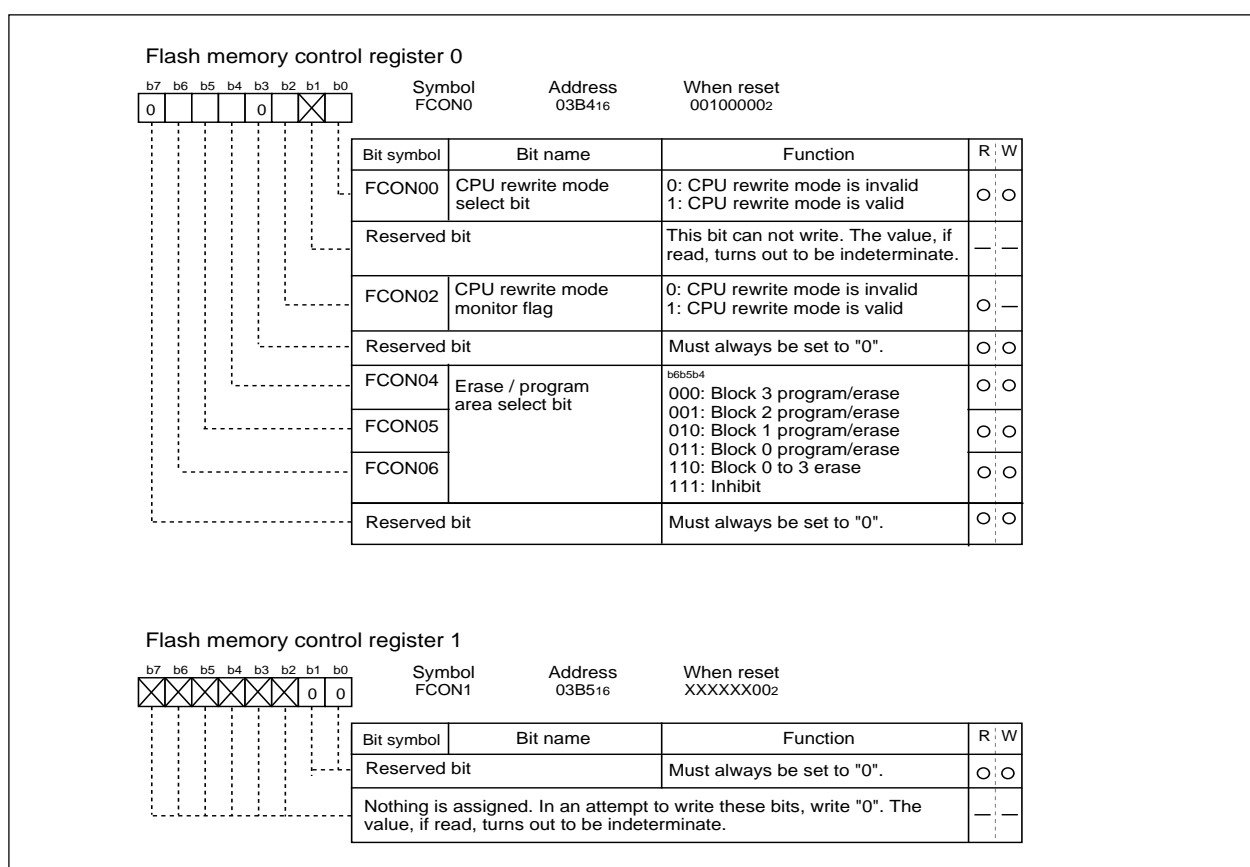 Flash memory control register 0
b7 b6 b5 b4 b3 b2 b1 b0
Symbol Address When reset
FCON0 03B416 001000002
0 0
Bit symbol Bit name Function R W
FCON00 CPU rewrite mode select bit 0: CPU rewrite mode is invalid
1: CPU rewrite mode is valid
Reserved bit This bit can not write. The value, if
read, turns out to be indeterminate.
FCON02 CPU rewrite mode monitor flag 0: CPU rewrite mode is invalid
1: CPU rewrite mode is valid
Reserved bit Must always be set to "0".
FCON04 Erase / program
area select bit
FCON05
FCON06
b6b5b4
000: Block 3 program/erase
001: Block 2 program/erase
010: Block 1 program/erase
011: Block 0 program/erase
110: Block 0 to 3 erase
111: Inhibit
Reserved bit Must always be set to "0".
Flash memory control register 1
b7 b6 b5 b4 b3 b2 b1 b0
Symbol Address When reset
FCON1 03B516 XXXXXX002
0 0
Bit symbol Bit name Function R W
Reserved bit Must always be set to "0".
Nothing is assigned. In an attempt to write these bits, write "0". The
value, if read, turns out to be indeterminate.